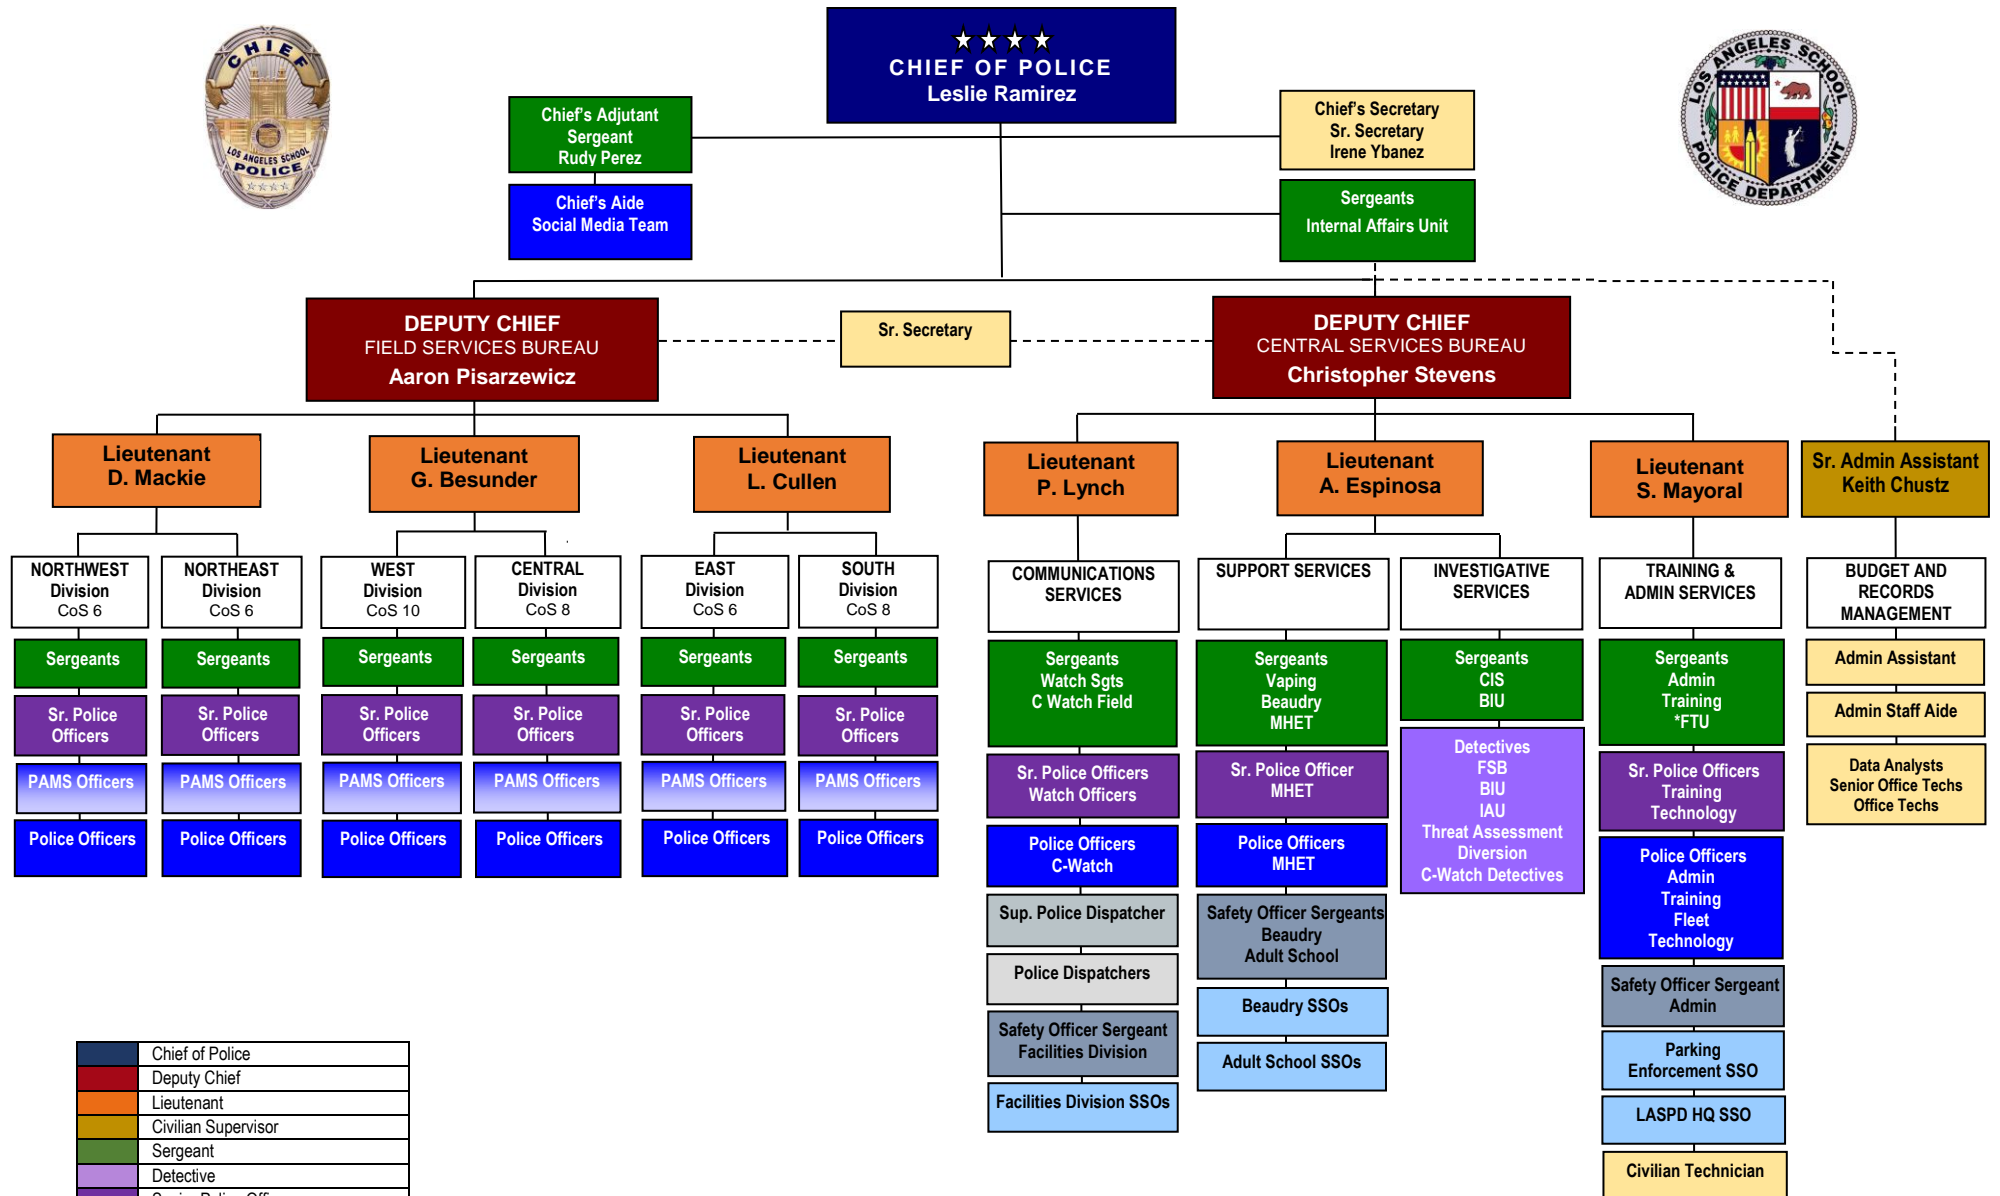 CHIEF
LOS ANGELES SCHOOL
POLICE
★★★★
CHIEF OF POLICE
Leslie Ramirez
LOS ANGELES SCHOOL
POLICE DEPARTMENT
Chief's Adjutant
Sergeant
Rudy Perez
Chief's Secretary
Sr. Secretary
Irene Ybanez
Chief's Aide
Social Media Team
Sergeants
Internal Affairs Unit
DEPUTY CHIEF
FIELD SERVICES BUREAU
Aaron Pisarzewicz
Sr. Secretary
DEPUTY CHIEF
CENTRAL SERVICES BUREAU
Christopher Stevens
Lieutenant
D. Mackie
Lieutenant
G. Besunder
Lieutenant
L. Cullen
Lieutenant
P. Lynch
Lieutenant
A. Espinosa
Lieutenant
S. Mayoral
Sr. Admin Assistant
Keith Chustz
NORTHWEST
Division
CoS 6
NORTHEAST
Division
CoS 6
WEST
Division
CoS 10
CENTRAL
Division
CoS 8
EAST
Division
CoS 6
SOUTH
Division
CoS 8
COMMUNICATIONS
SERVICES
SUPPORT SERVICES
INVESTIGATIVE
SERVICES
TRAINING &
ADMIN SERVICES
BUDGET AND
RECORDS
MANAGEMENT
Sergeants
Sergeants
Sergeants
Sergeants
Sergeants
Sergeants
Sr. Police
Officers
Sr. Police
Officers
Sr. Police
Officers
Sr. Police
Officers
Sr. Police
Officers
Sr. Police
Officers
PAMS Officers
PAMS Officers
PAMS Officers
PAMS Officers
PAMS Officers
PAMS Officers
Police Officers
Police Officers
Police Officers
Police Officers
Police Officers
Police Officers
Sergeants
Watch Sgts
C Watch Field
Sr. Police Officers
Watch Officers
Police Officers
C-Watch
Sup. Police Dispatcher
Police Dispatchers
Safety Officer Sergeant
Facilities Division
Facilities Division SSOs
Sergeants
Vaping
Beaudry
MHET
Sr. Police Officer
MHET
Police Officers
MHET
Safety Officer Sergeants
Beaudry
Adult School
Beaudry SSOs
Adult School SSOs
Sergeants
CIS
BIU
Detectives
FSB
BIU
IAU
Threat Assessment
Diversion
C-Watch Detectives
Sergeants
Admin
Training
*FTU
Sr. Police Officers
Training
Technology
Police Officers
Admin
Training
Fleet
Technology
Safety Officer Sergeant
Admin
Parking
Enforcement SSO
LASPD HQ SSO
Civilian Technician
Admin Assistant
Admin Staff Aide
Data Analysts
Senior Office Techs
Office Techs
Chief of Police
Deputy Chief
Lieutenant
Civilian Supervisor
Sergeant
Detective